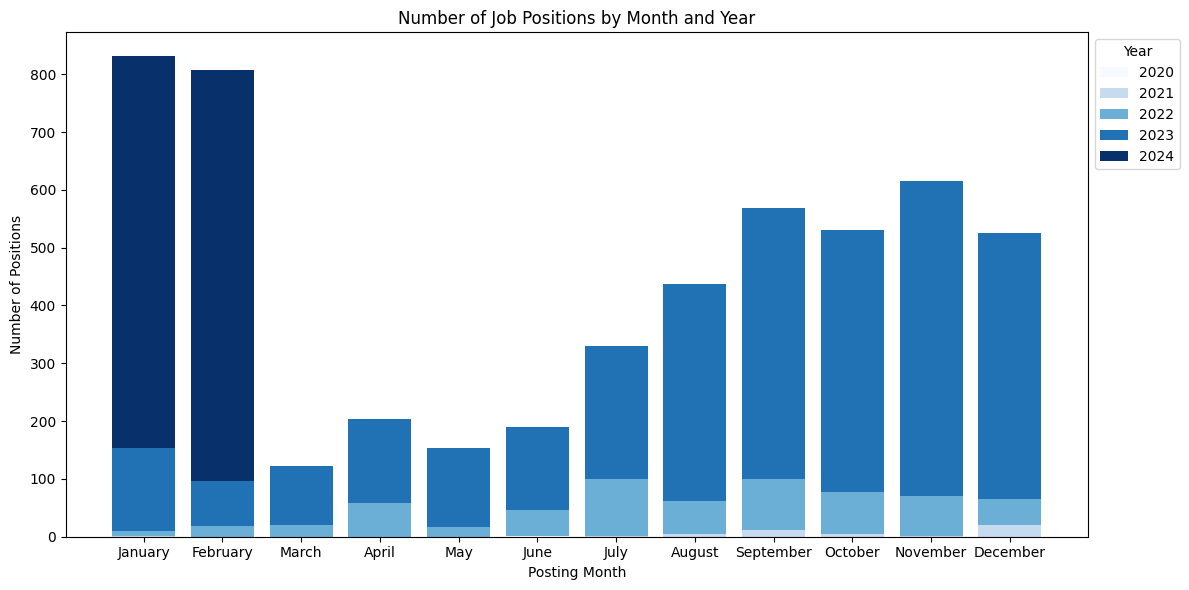 Number of Job Positions by Month and Year
Number of Positions
800
700
600
500
400
300
200
100
0
January February March April May June July August September October November December
Posting Month
Year
2020
2021
2022
2023
2024